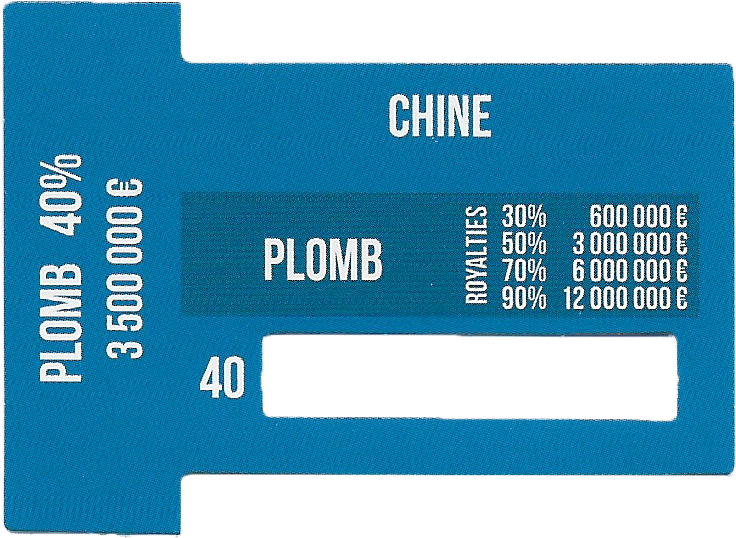 PLOMB 40%
3 500 000 €
CHINE
PLOMB
ROYALTIES
30% 600 000 €
50% 3 000 000 €
70% 6 000 000 €
90% 12 000 000 €
40